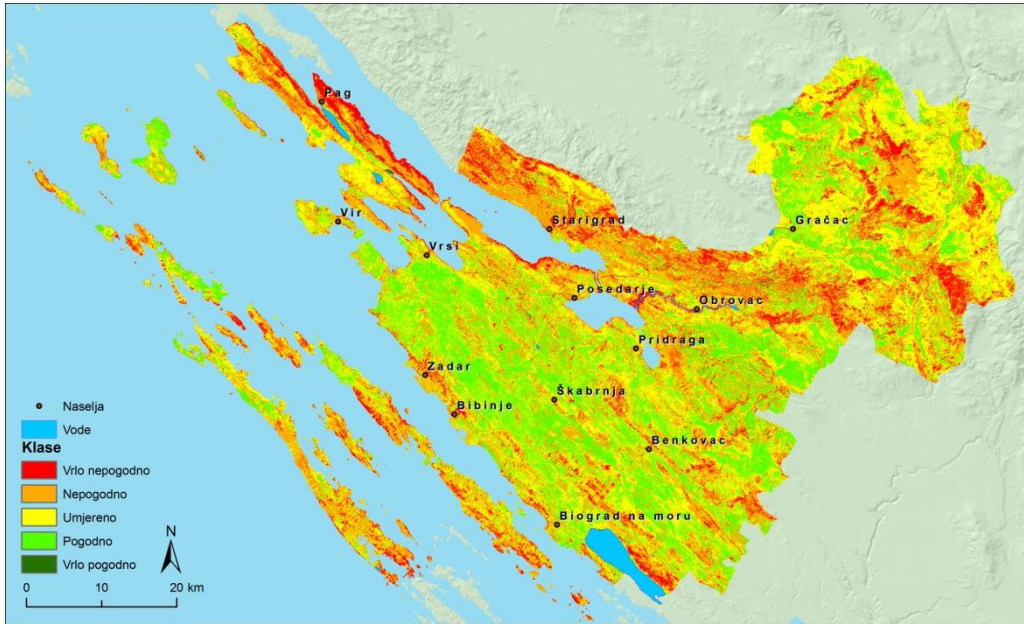 Pag
Vir
Starigrad
Gračac
Vrsi
Posedarje
Obrovac
Pridraga
Zadar
Škabrnja
Bibinje
Benkovac
Biograd na moru
Naselja
Vode
Klase
Vrlo nepogodno
Nepogodno
Umjereno
Pogodno
Vrlo pogodno
N
0 10 20 km